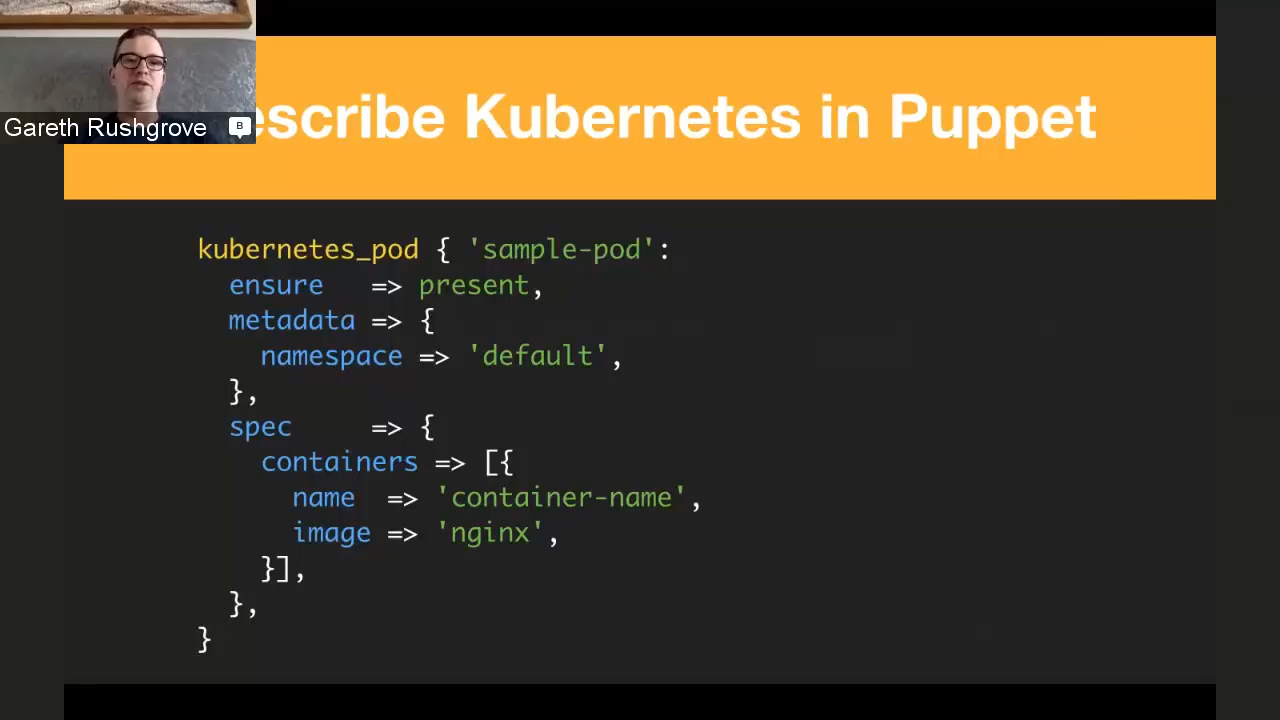 escribe Kubernetes in Puppet
Gareth Rushgrove
B
kubernetes_pod { 'sample-pod':
  ensure   => present,
  metadata => {
    namespace => 'default',
  },
  spec     => {
    containers => [{
      name  => 'container-name',
      image => 'nginx',
    }],
  },
}